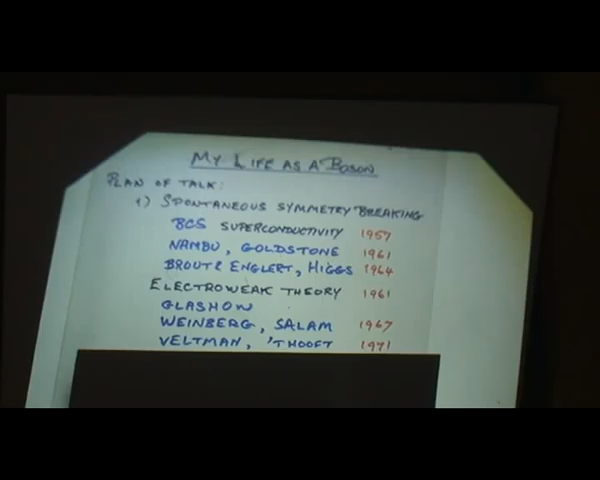 MY LIFE AS A BOSON
PLAN OF TALK:
1) SPONTANEOUS SYMMETRY BREAKING
BCS SUPERCONDUCTIVITY 1957
NAMBU, GOLDSTONE 1961
BROUT & ENGLERT, HIGGS 1964
ELECTROWEAK THEORY 1961
GLASHOW
WEINBERG, SALAM 1967
VELTMAN, 'THOOFT 1971